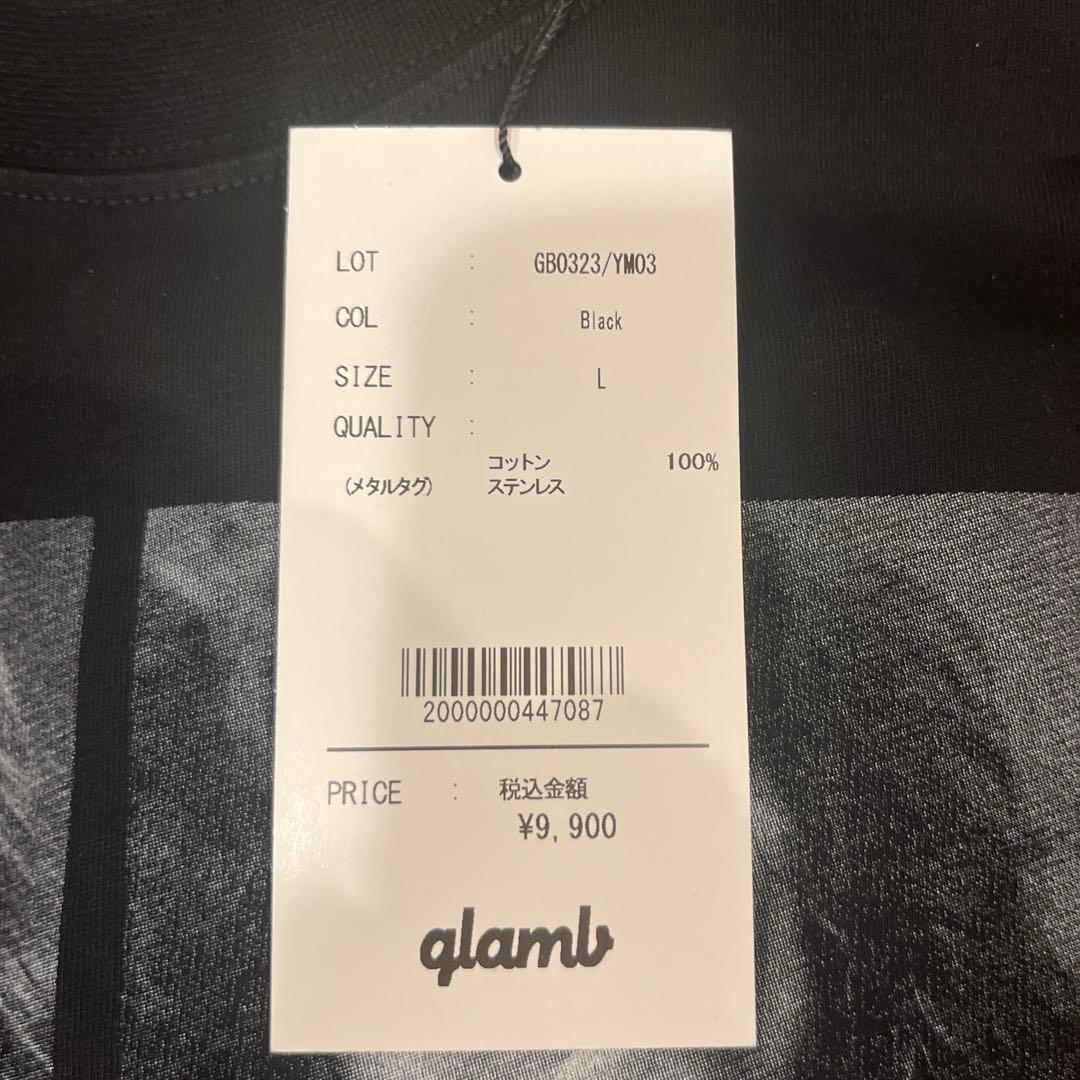 LOT : GB0323/YM03
COL : Black
SIZE : L
QUALITY :
コットン 100%
(メタルタグ) ステンレス
2000000447087
PRICE : 税込金額
¥9,900
glamb